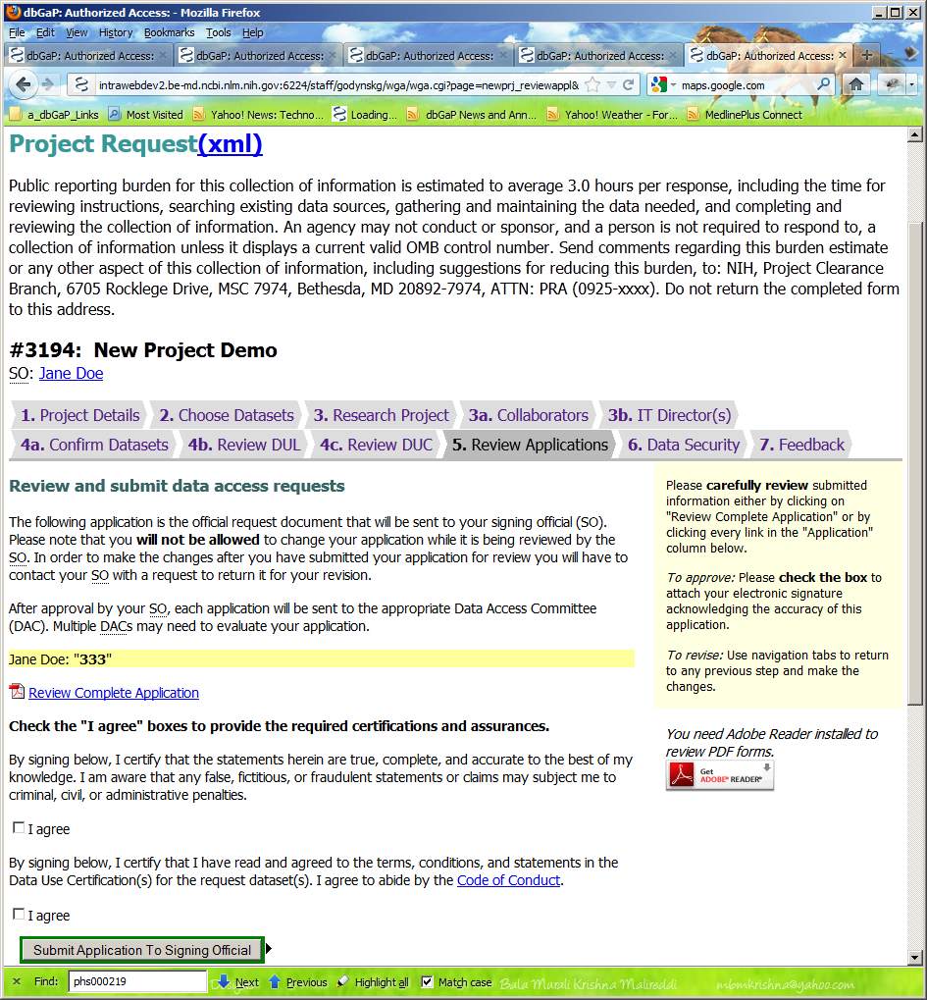 dbGaP: Authorized Access: - Mozilla Firefox
File Edit View History Bookmarks Tools Help
dbGaP: Authorized Access: dbGaP: Authorized Access: dbGaP: Authorized Access: dbGaP: Authorized Access: dbGaP: Authorized Access:
intrawebdev2.be-md.ncbi.nlm.nih.gov:6224/staff/godynskg/wga/wga.cgi?page=newprj_reviewappl& maps.google.com
a_dbGaP_Links Most Visited Yahoo! News: Techno... Loading... dbGaP News and Ann... Yahoo! Weather - For... MedlinePlus Connect
Project Request(xml)
Public reporting burden for this collection of information is estimated to average 3.0 hours per response, including the time for
reviewing instructions, searching existing data sources, gathering and maintaining the data needed, and completing and
reviewing the collection of information. An agency may not conduct or sponsor, and a person is not required to respond to, a
collection of information unless it displays a current valid OMB control number. Send comments regarding this burden estimate
or any other aspect of this collection of information, including suggestions for reducing this burden, to: NIH, Project Clearance
Branch, 6705 Rocklege Drive, MSC 7974, Bethesda, MD 20892-7974, ATTN: PRA (0925-xxxx). Do not return the completed form
to this address.
#3194: New Project Demo
SO: Jane Doe
1. Project Details 2. Choose Datasets 3. Research Project 3a. Collaborators 3b. IT Director(s)
4a. Confirm Datasets 4b. Review DUL 4c. Review DUC 5. Review Applications 6. Data Security 7. Feedback
Review and submit data access requests
The following application is the official request document that will be sent to your signing official (SO).
Please note that you will not be allowed to change your application while it is being reviewed by the
SO. In order to make the changes after you have submitted your application for review you will have to
contact your SO with a request to return it for your revision.
After approval by your SO, each application will be sent to the appropriate Data Access Committee
(DAC). Multiple DACs may need to evaluate your application.
Jane Doe: "333"
Review Complete Application
Check the "I agree" boxes to provide the required certifications and assurances.
By signing below, I certify that the statements herein are true, complete, and accurate to the best of my
knowledge. I am aware that any false, fictitious, or fraudulent statements or claims may subject me to
criminal, civil, or administrative penalties.
I agree
By signing below, I certify that I have read and agreed to the terms, conditions, and statements in the
Data Use Certification(s) for the request dataset(s). I agree to abide by the Code of Conduct.
I agree
Submit Application To Signing Official
Please carefully review submitted
information either by clicking on
"Review Complete Application" or by
clicking every link in the "Application"
column below.
To approve: Please check the box to
attach your electronic signature
acknowledging the accuracy of this
application.
To revise: Use navigation tabs to return
to any previous step and make the
changes.
You need Adobe Reader installed to
review PDF forms.
Get
ADOBE® READER®
Find: phs000219 Next Previous Highlight all Match case Bala Murali Krishna Malireddi mbmkrishna@yahoo.com